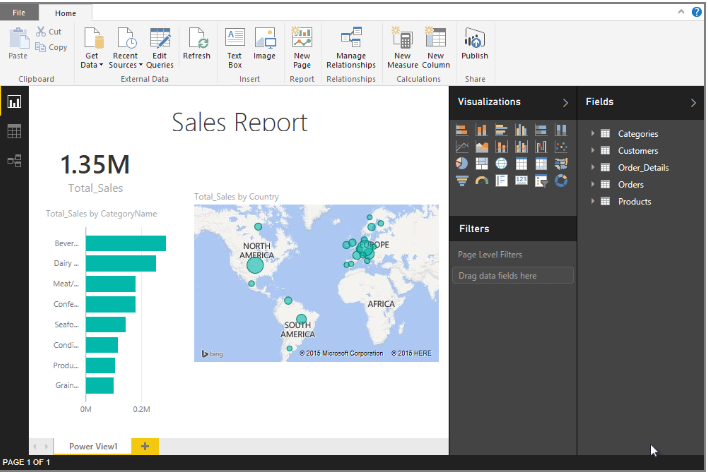 File Home
Paste
Cut
Copy
Clipboard
Get Data
Recent Sources
Edit Queries
Refresh
External Data
Text Box
Image
Insert
New Page
Report
Manage Relationships
Relationships
New Measure
New Column
Calculations
Publish
Share
Sales Report
1.35M
Total_Sales
Total_Sales by CategoryName
Bever...
Dairy ...
Meat/...
Confe...
Seafo...
Condi...
Produ...
Grain...
0M 0.2M
Total_Sales by Country
NORTH
AMERICA
EUROPE
AFRICA
SOUTH
AMERICA
bing
© 2015 Microsoft Corporation © 2015 HERE
Visualizations
123
Filters
Page Level Filters
Drag data fields here
Fields
Categories
Customers
Order_Details
Orders
Products
Power View1
PAGE 1 OF 1